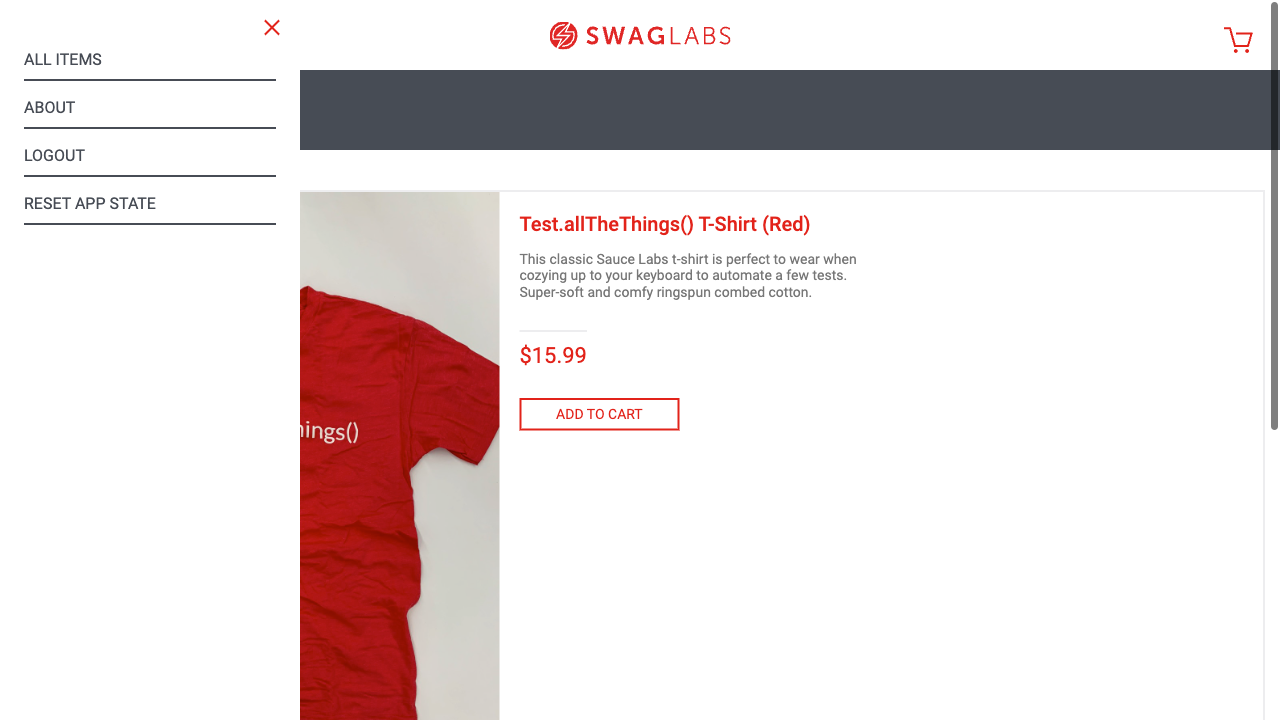 SWAGLABS
ALL ITEMS
ABOUT
LOGOUT
RESET APP STATE
hings()
Test.allTheThings() T-Shirt (Red)
This classic Sauce Labs t-shirt is perfect to wear when
cozying up to your keyboard to automate a few tests.
Super-soft and comfy ringspun combed cotton.
$15.99
ADD TO CART